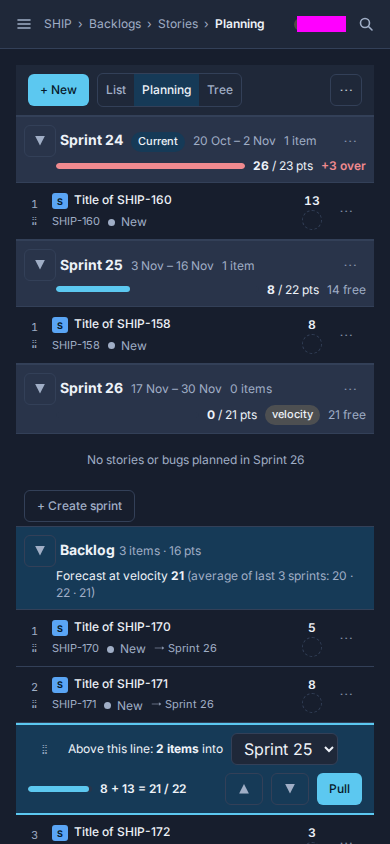 SHIP › Backlogs › Stories › Planning
+ New List Planning Tree ...
▼ Sprint 24 Current 20 Oct – 2 Nov 1 item ...
26 / 23 pts +3 over
1 S Title of SHIP-160 13
SHIP-160 ● New ...
▼ Sprint 25 3 Nov – 16 Nov 1 item ...
8 / 22 pts 14 free
1 S Title of SHIP-158 8
SHIP-158 ● New ...
▼ Sprint 26 17 Nov – 30 Nov 0 items ...
0 / 21 pts velocity 21 free
No stories or bugs planned in Sprint 26
+ Create sprint
▼ Backlog 3 items · 16 pts
Forecast at velocity 21 (average of last 3 sprints: 20 ·
22 · 21)
1 S Title of SHIP-170 5
SHIP-170 ● New → Sprint 26 ...
2 S Title of SHIP-171 8
SHIP-171 ● New → Sprint 26 ...
Above this line: 2 items into Sprint 25
8 + 13 = 21 / 22 ▲ ▼ Pull
3 S Title of SHIP-172 3